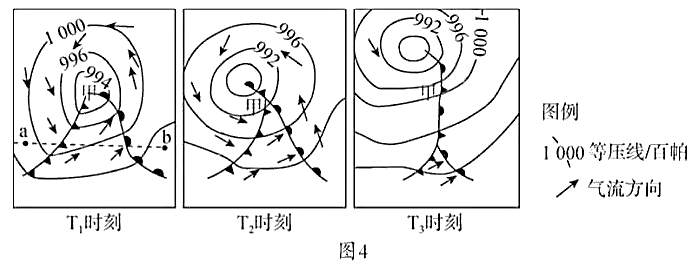 1 000
996
994
甲
a
b
T₁时刻
996
992
甲
T₂时刻
992
996
1 000
甲
T₃时刻
图例
1 000 等压线/百帕
气流方向
图4